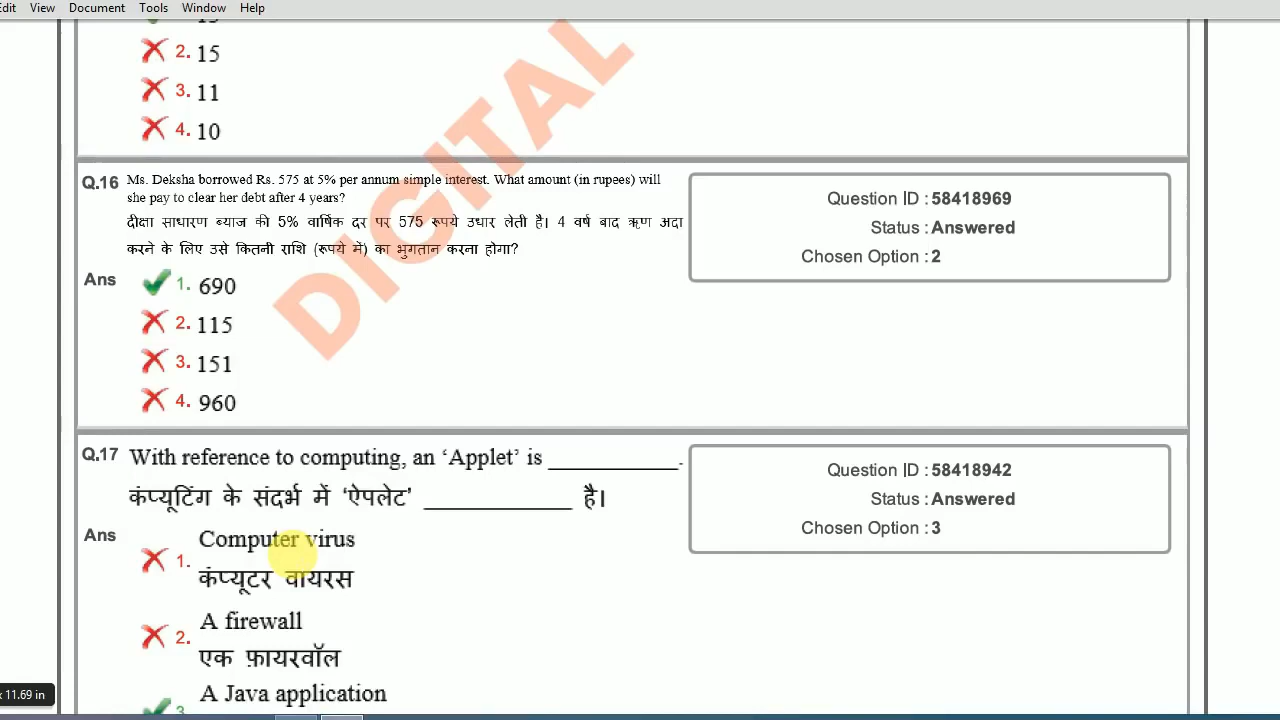 Edit View Document Tools Window Help
2. 15
3. 11
4. 10
DIGITAL
Q.16 Ms. Deksha borrowed Rs. 575 at 5% per annum simple interest. What amount (in rupees) will
she pay to clear her debt after 4 years?
दीक्षा साधारण ब्याज की 5% वार्षिक दर पर 575 रूपये उधार लेती है। 4 वर्ष बाद ऋण अदा
करने के लिए उसे कितनी राशि (रूपये में) का भुगतान करना होगा?
Question ID : 58418969
Status : Answered
Chosen Option : 2
Ans 1. 690
2. 115
3. 151
4. 960
Q.17 With reference to computing, an ‘Applet’ is ___________.
कंप्यूटिंग के संदर्भ में ‘ऐपलेट’ ____________ है।
Question ID : 58418942
Status : Answered
Chosen Option : 3
Ans
1. Computer virus
कंप्यूटर वायरस
2. A firewall
एक फ़ायरवॉल
3. A Java application
x 11.69 in